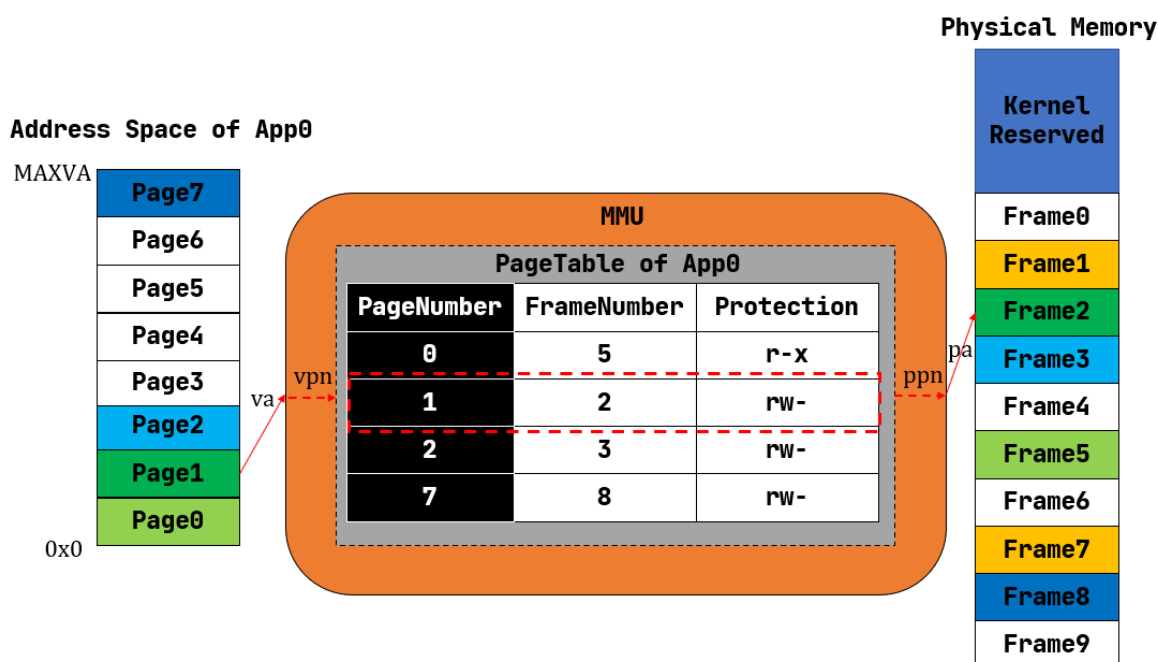 Physical Memory
Kernel
Reserved
Address Space of App0
MAXVA
Page7
Page6
Page5
Page4
Page3
Page2
Page1
Page0
0x0
va
vpn
MMU
PageTable of App0
PageNumber FrameNumber Protection
0 5 r-x
1 2 rw-
2 3 rw-
7 8 rw-
ppn
pa
Frame0
Frame1
Frame2
Frame3
Frame4
Frame5
Frame6
Frame7
Frame8
Frame9